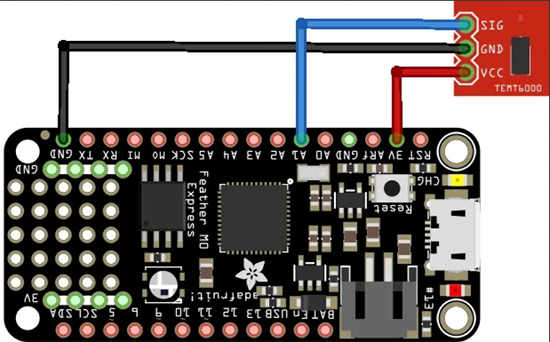 SIG
GND
VCC
TEMT6000
GND TX RX MI MO SCK A5 A4 A3 A2 A1 A0 GND ARf 3V RST
GND
CHG
Feather M0
Express
Reset
3V
adafruit!
#13
SDA SCL 5 6 9 10 11 12 13 USB EN BAT